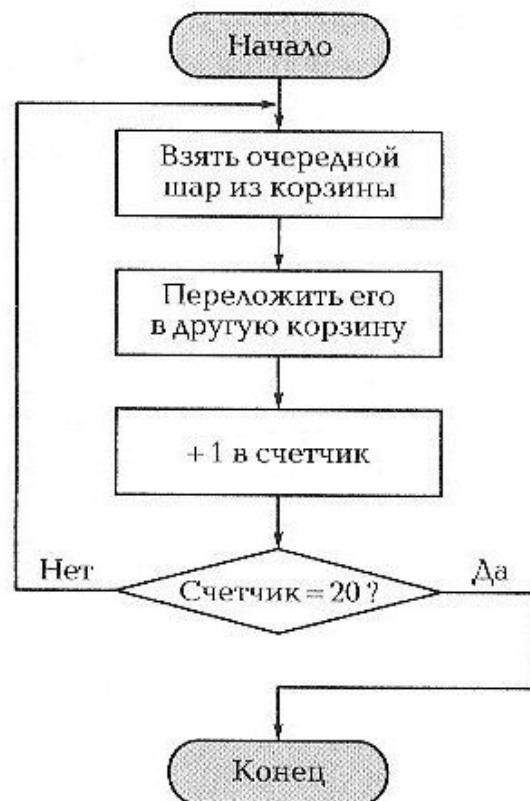 Начало
Взять очередной
шар из корзины
Переложить его
в другую корзину
+ 1 в счетчик
Нет
Счетчик = 20 ?
Да
Конец